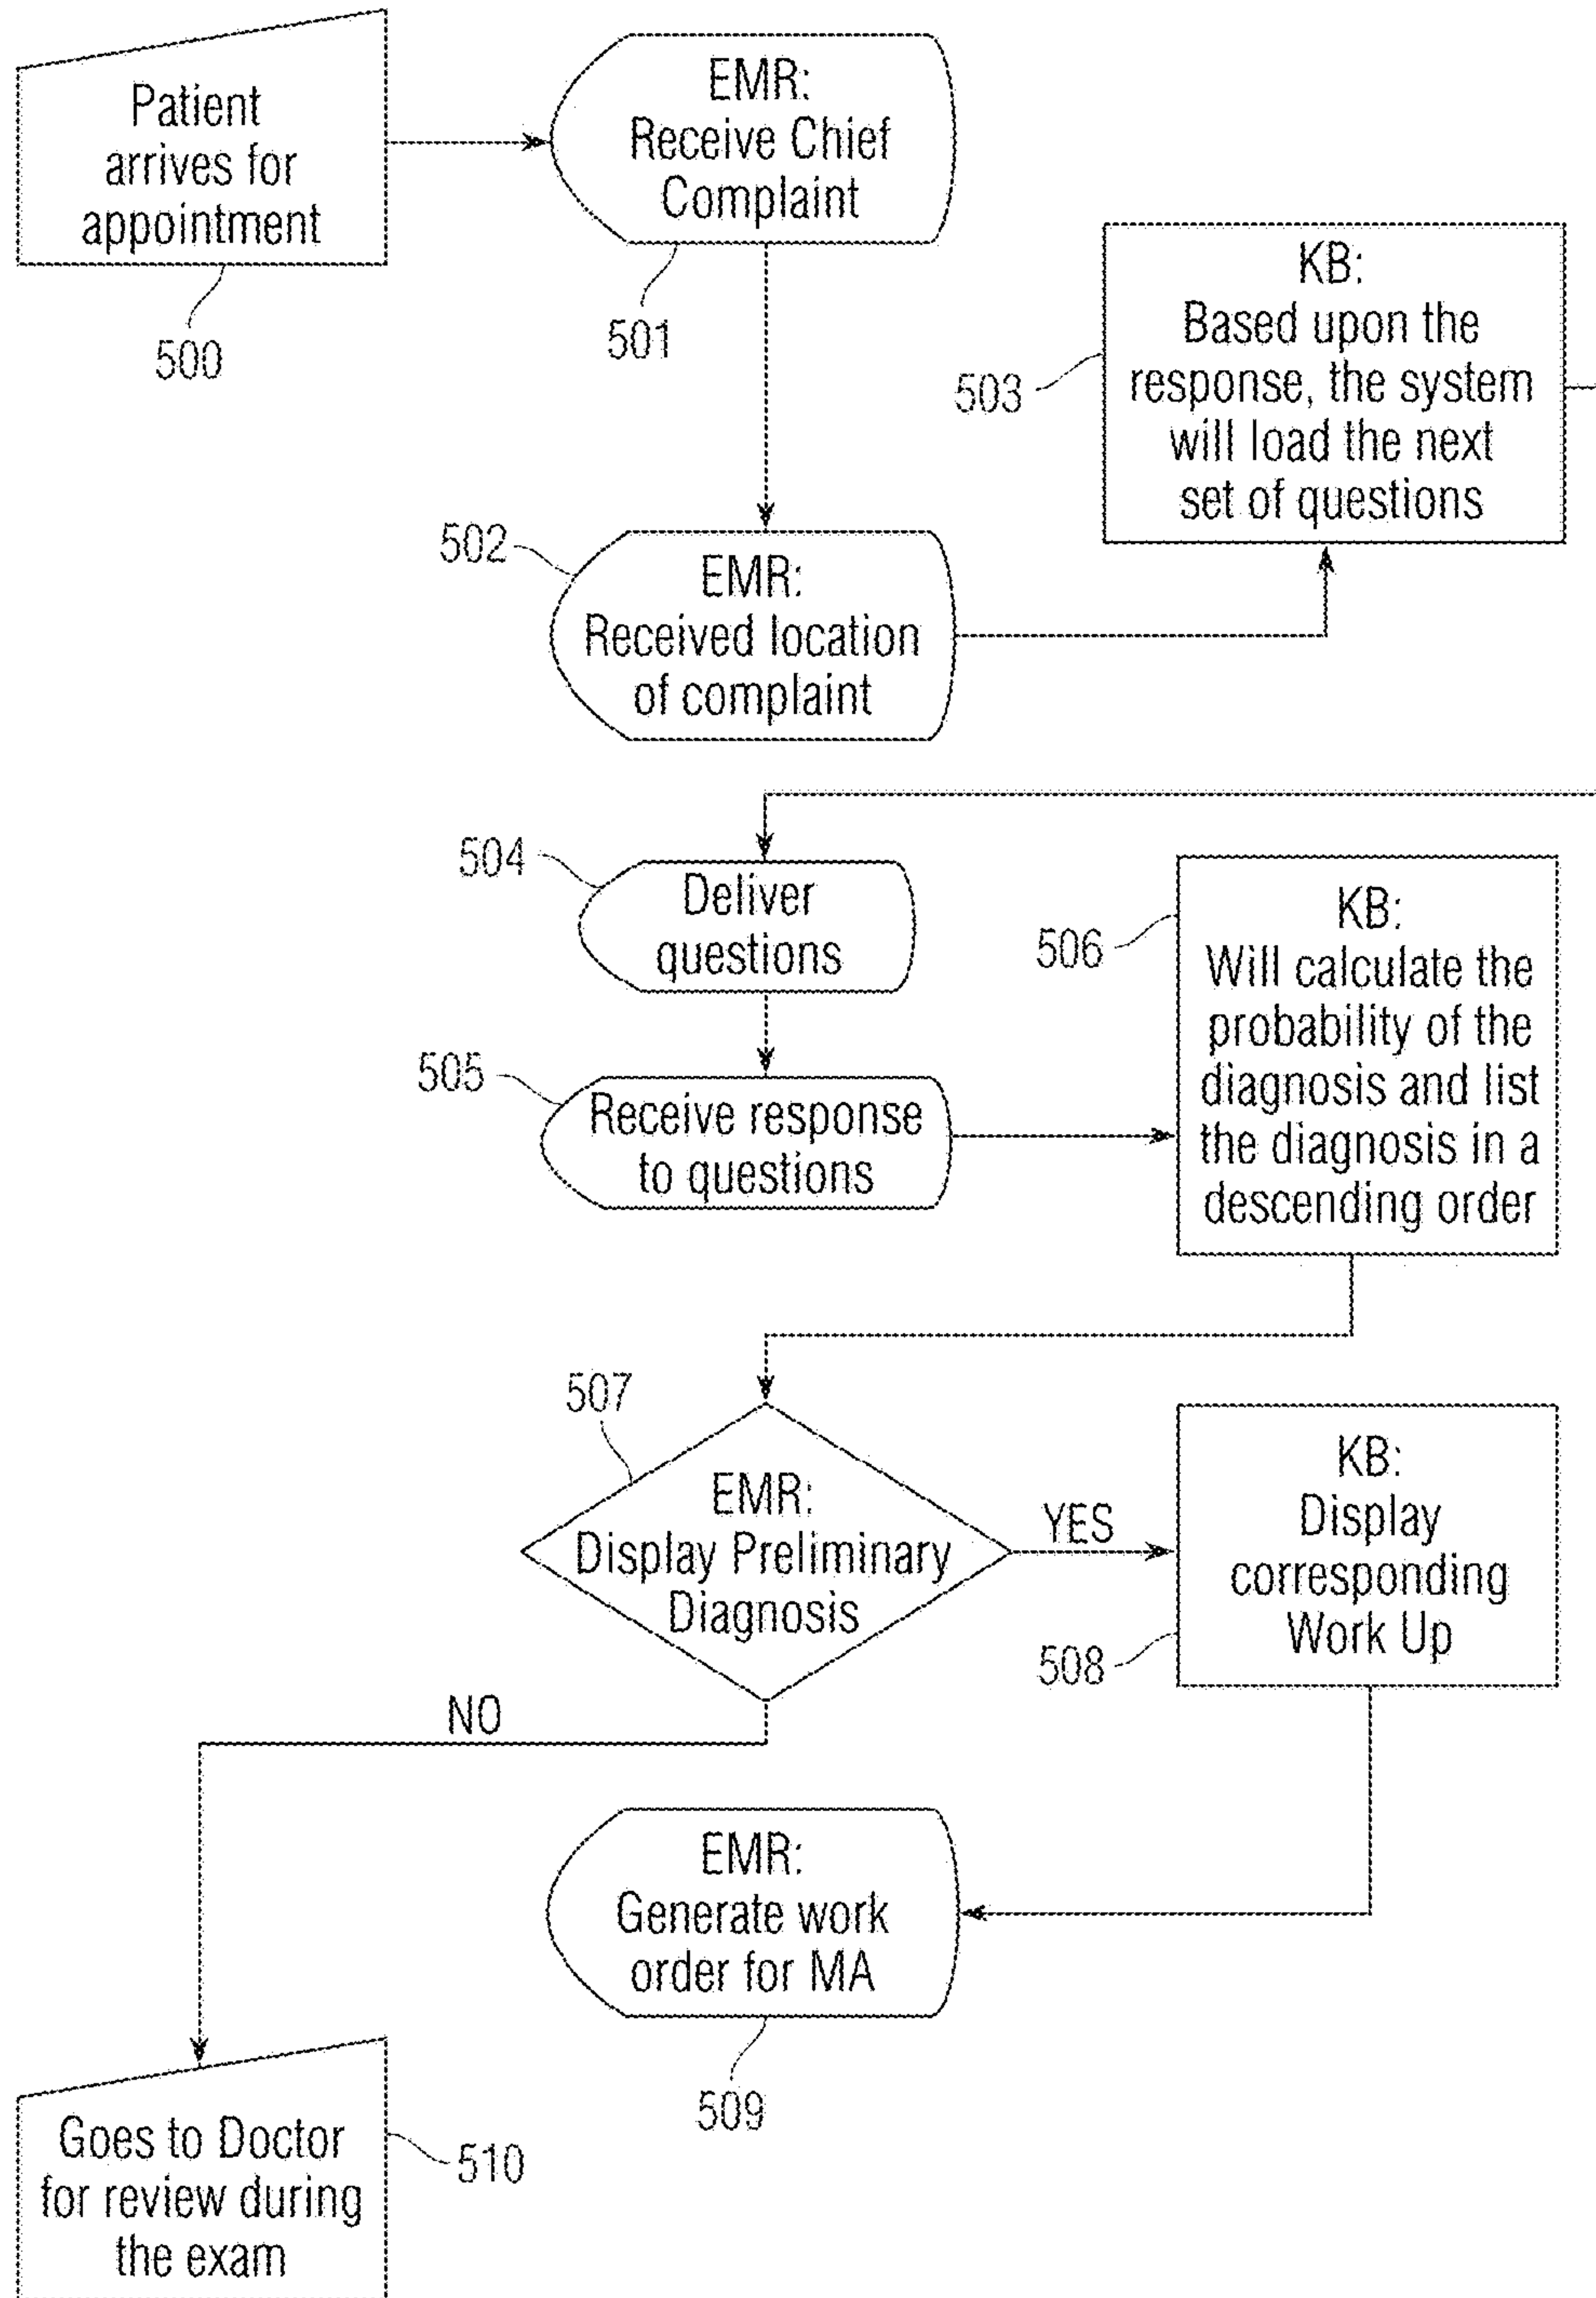 Patient
arrives for
appointment
500
EMR:
Receive Chief
Complaint
501
KB:
Based upon the
response, the system
will load the next
set of questions
503
502
EMR:
Received location
of complaint
504
Deliver
questions
505
Receive response
to questions
506
KB:
Will calculate the
probability of the
diagnosis and list
the diagnosis in a
descending order
507
EMR:
Display Preliminary
Diagnosis
YES
NO
KB:
Display
corresponding
Work Up
508
EMR:
Generate work
order for MA
509
Goes to Doctor
for review during
the exam
510